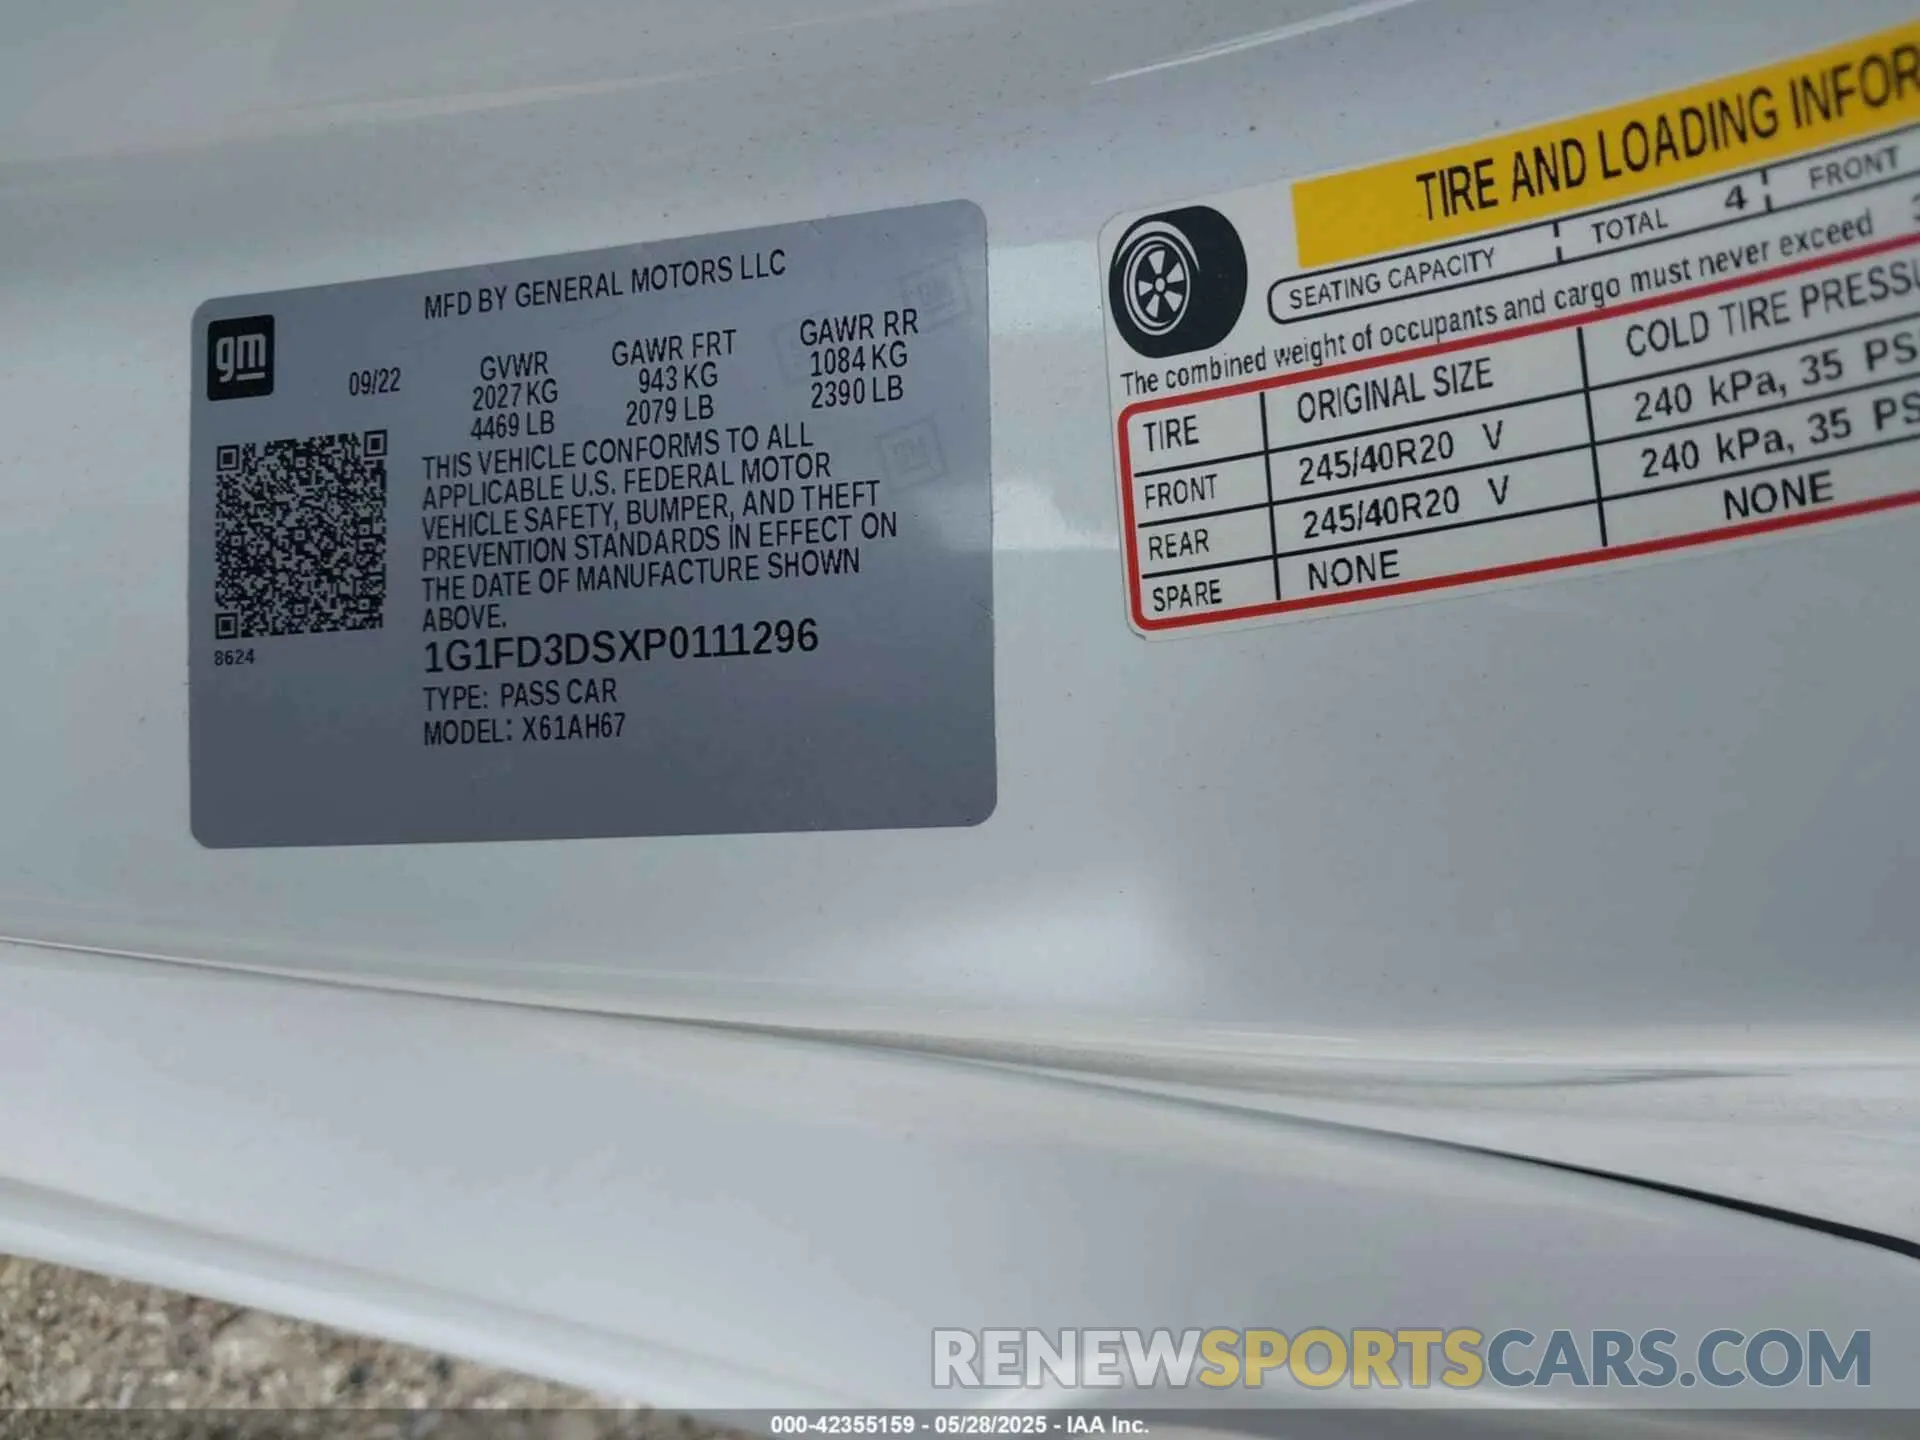 MFD BY GENERAL MOTORS LLC
gm
09/22
GVWR GAWR FRT GAWR RR
2027 KG 943 KG 1084 KG
4469 LB 2079 LB 2390 LB
THIS VEHICLE CONFORMS TO ALL
APPLICABLE U.S. FEDERAL MOTOR
VEHICLE SAFETY, BUMPER, AND THEFT
PREVENTION STANDARDS IN EFFECT ON
THE DATE OF MANUFACTURE SHOWN
ABOVE.
8624
1G1FD3DSXP0111296
TYPE: PASS CAR
MODEL: X61AH67
TIRE AND LOADING INFOR
SEATING CAPACITY TOTAL 4 FRONT
The combined weight of occupants and cargo must never exceed
TIRE ORIGINAL SIZE COLD TIRE PRESSU
FRONT 245/40R20 V 240 kPa, 35 PS
REAR 245/40R20 V 240 kPa, 35 PS
SPARE NONE NONE
RENEWSPORTSCARS.COM
000-42355159 - 05/28/2025 - IAA Inc.